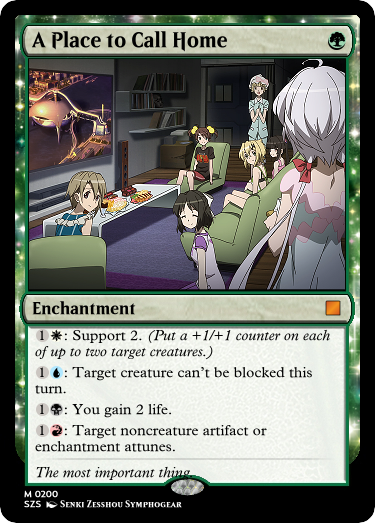 A Place to Call Home
Enchantment
1: Support 2. (Put a +1/+1 counter on each
of up to two target creatures.)
1: Target creature can't be blocked this
turn.
1: You gain 2 life.
1: Target noncreature artifact or
enchantment attunes.
The most important thing
M 0200
SZS Senki Zesshou Symphogear